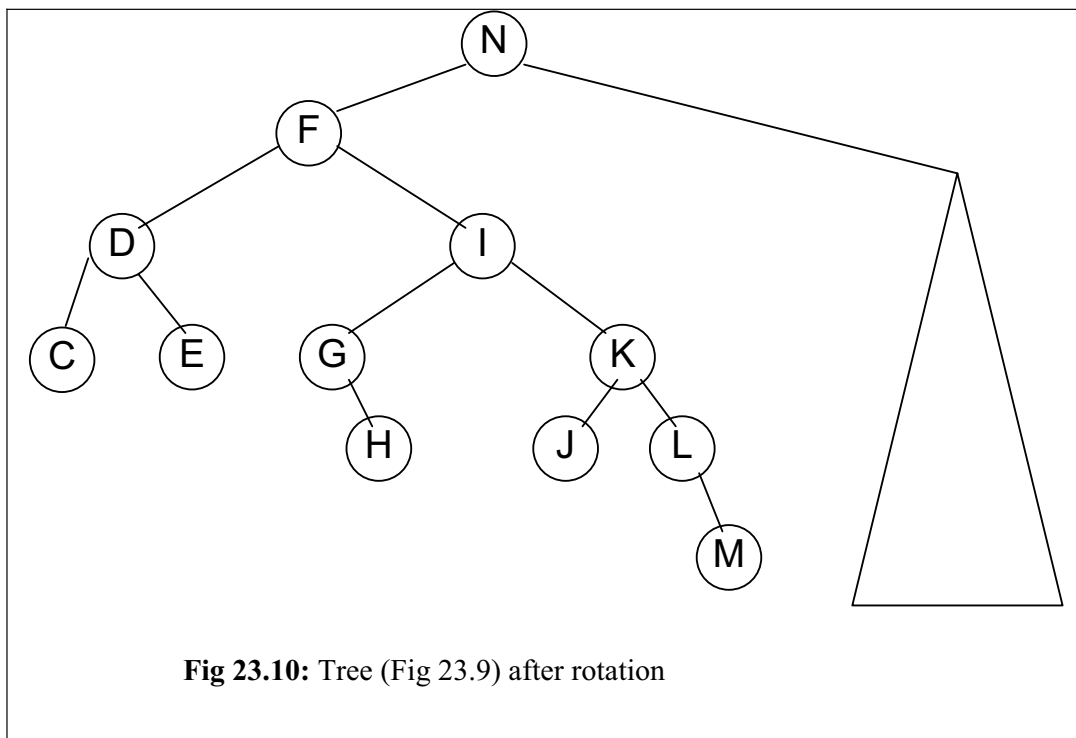 N
F
D I
C E G K
H J L
M
Fig 23.10: Tree (Fig 23.9) after rotation